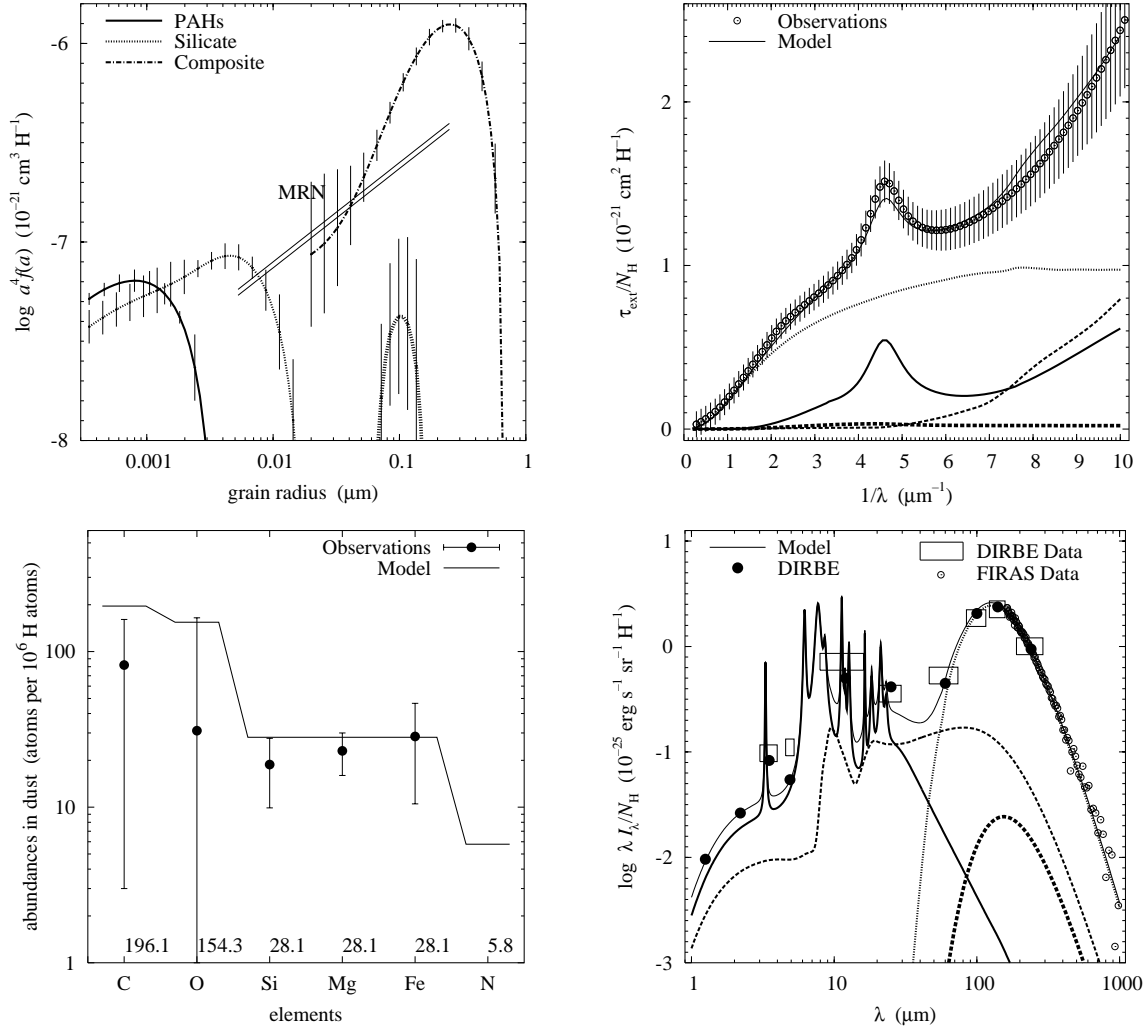 PAHs
Silicate
Composite
MRN
-6
-7
-8
log a⁴f(a) (10⁻²¹ cm³ H⁻¹)
0.001
0.01
0.1
1
grain radius (μm)
Observations
Model
2
1
0
τext/NH (10⁻²¹ cm² H⁻¹)
0
1
2
3
4
5
6
7
8
9
10
1/λ (μm⁻¹)
Observations
Model
100
10
1
abundances in dust (atoms per 10⁶ H atoms)
196.1
154.3
28.1
28.1
28.1
5.8
C
O
Si
Mg
Fe
N
elements
Model
DIRBE
DIRBE Data
FIRAS Data
1
0
-1
-2
-3
log λ Iλ/NH (10⁻²⁵ erg s⁻¹ sr⁻¹ H⁻¹)
1
10
100
1000
λ (μm)